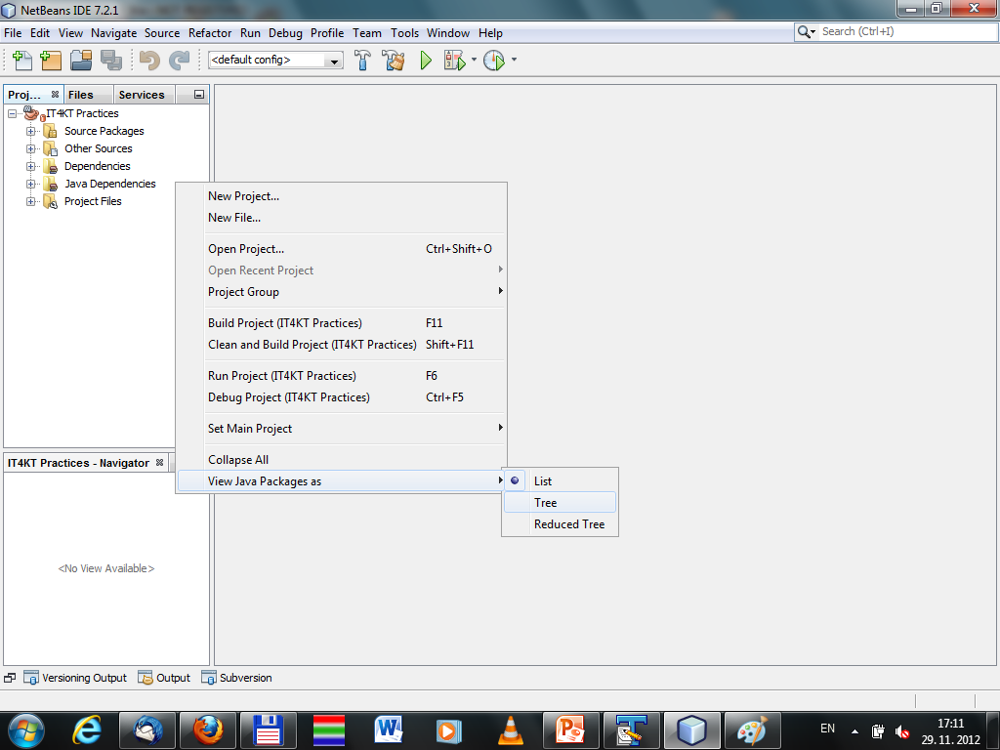 NetBeans IDE 7.2.1
File Edit View Navigate Source Refactor Run Debug Profile Team Tools Window Help
Search (Ctrl+I)
<default config>
Proj... Files Services
IT4KT Practices
Source Packages
Other Sources
Dependencies
Java Dependencies
Project Files
New Project...
New File...
Open Project... Ctrl+Shift+O
Open Recent Project
Project Group
Build Project (IT4KT Practices) F11
Clean and Build Project (IT4KT Practices) Shift+F11
Run Project (IT4KT Practices) F6
Debug Project (IT4KT Practices) Ctrl+F5
Set Main Project
Collapse All
View Java Packages as
List
Tree
Reduced Tree
IT4KT Practices - Navigator
<No View Available>
Versioning Output Output Subversion
EN
17:11
29. 11. 2012